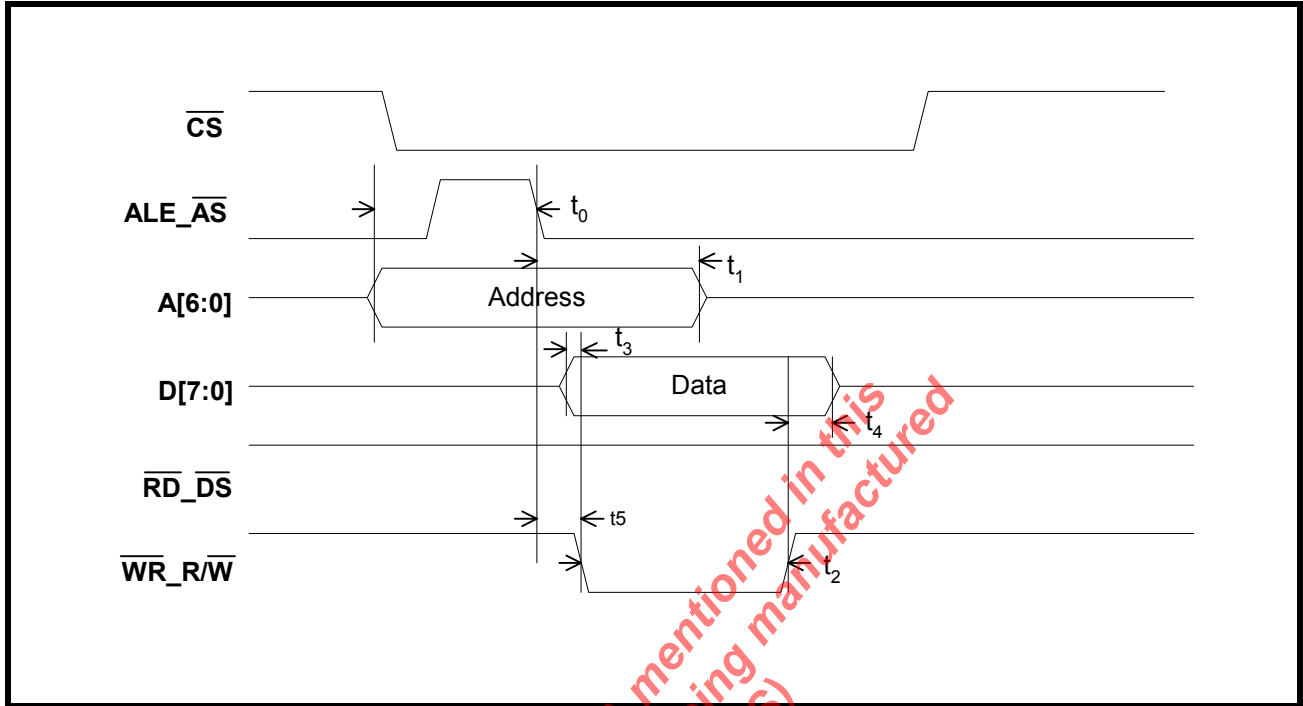 CS
ALE_AS
t0
t1
A[6:0]
Address
t3
D[7:0]
Data
t4
RD_DS
t5
WR_R/W
t2
mentioned in this
ing manufactured
S)